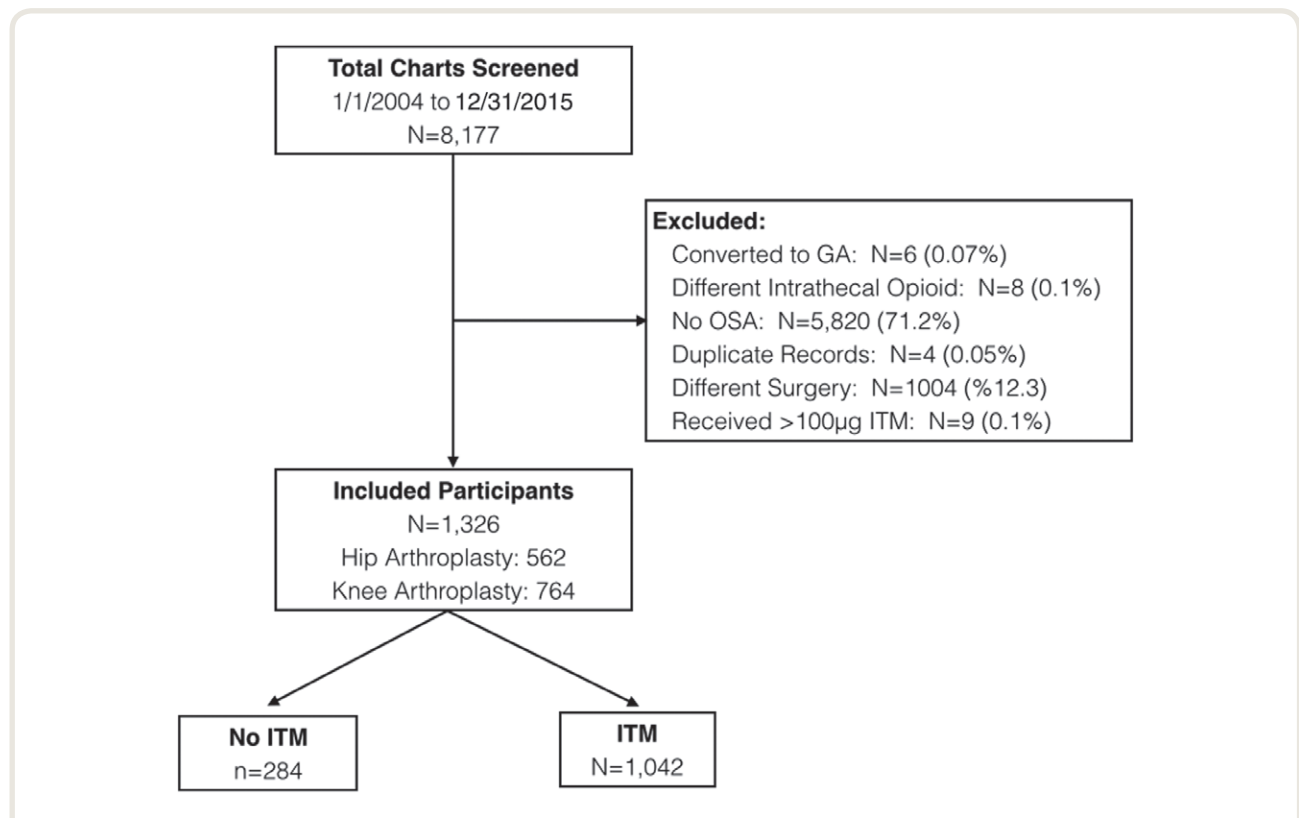 Total Charts Screened
1/1/2004 to 12/31/2015
N=8,177
Excluded:
Converted to GA: N=6 (0.07%)
Different Intrathecal Opioid: N=8 (0.1%)
No OSA: N=5,820 (71.2%)
Duplicate Records: N=4 (0.05%)
Different Surgery: N=1004 (%12.3)
Received >100µg ITM: N=9 (0.1%)
Included Participants
N=1,326
Hip Arthroplasty: 562
Knee Arthroplasty: 764
No ITM
n=284
ITM
N=1,042